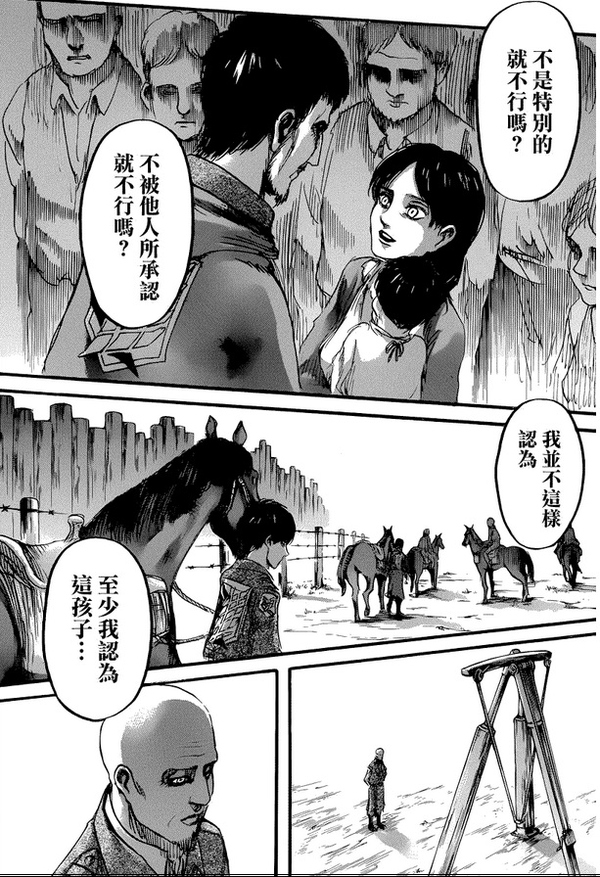 不是特別的
就不行嗎？
不被他人所承認
就不行嗎？
我並不這樣
認為
至少我認為
這孩子…